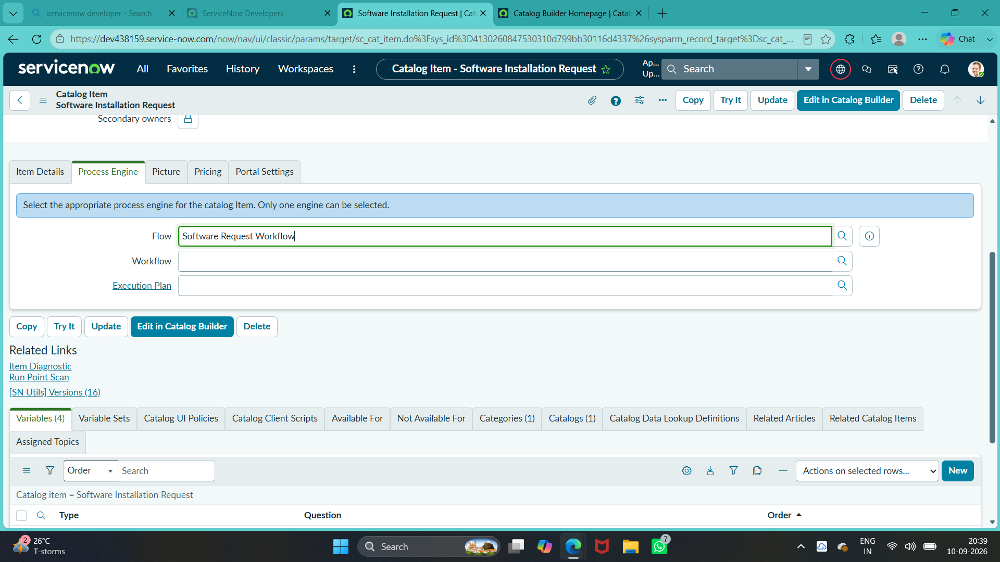 servicenow developer - Search
ServiceNow Developers
Software Installation Request | Cat
Catalog Builder Homepage | Catalo
https://dev438159.service-now.com/now/nav/ui/classic/params/target/sc_cat_item.do%3Fsys_id%3D4130260847530310d799bb30116d4337%26sysparm_record_target%3Dsc_cat_...
Chat
servicenow
All
Favorites
History
Workspaces
Catalog Item - Software Installation Request
Ap...
Up...
Search
Catalog Item
Software Installation Request
Copy
Try It
Update
Edit in Catalog Builder
Delete
Secondary owners
Item Details
Process Engine
Picture
Pricing
Portal Settings
Select the appropriate process engine for the catalog Item. Only one engine can be selected.
Flow
Software Request Workflow
Workflow
Execution Plan
Copy
Try It
Update
Edit in Catalog Builder
Delete
Related Links
Item Diagnostic
Run Point Scan
[SN Utils] Versions (16)
Variables (4)
Variable Sets
Catalog UI Policies
Catalog Client Scripts
Available For
Not Available For
Categories (1)
Catalogs (1)
Catalog Data Lookup Definitions
Related Articles
Related Catalog Items
Assigned Topics
Order
Search
Actions on selected rows...
New
Catalog item = Software Installation Request
Type
Question
Order
2
26°C
T-storms
Search
7
ENG
IN
20:39
10-09-2026